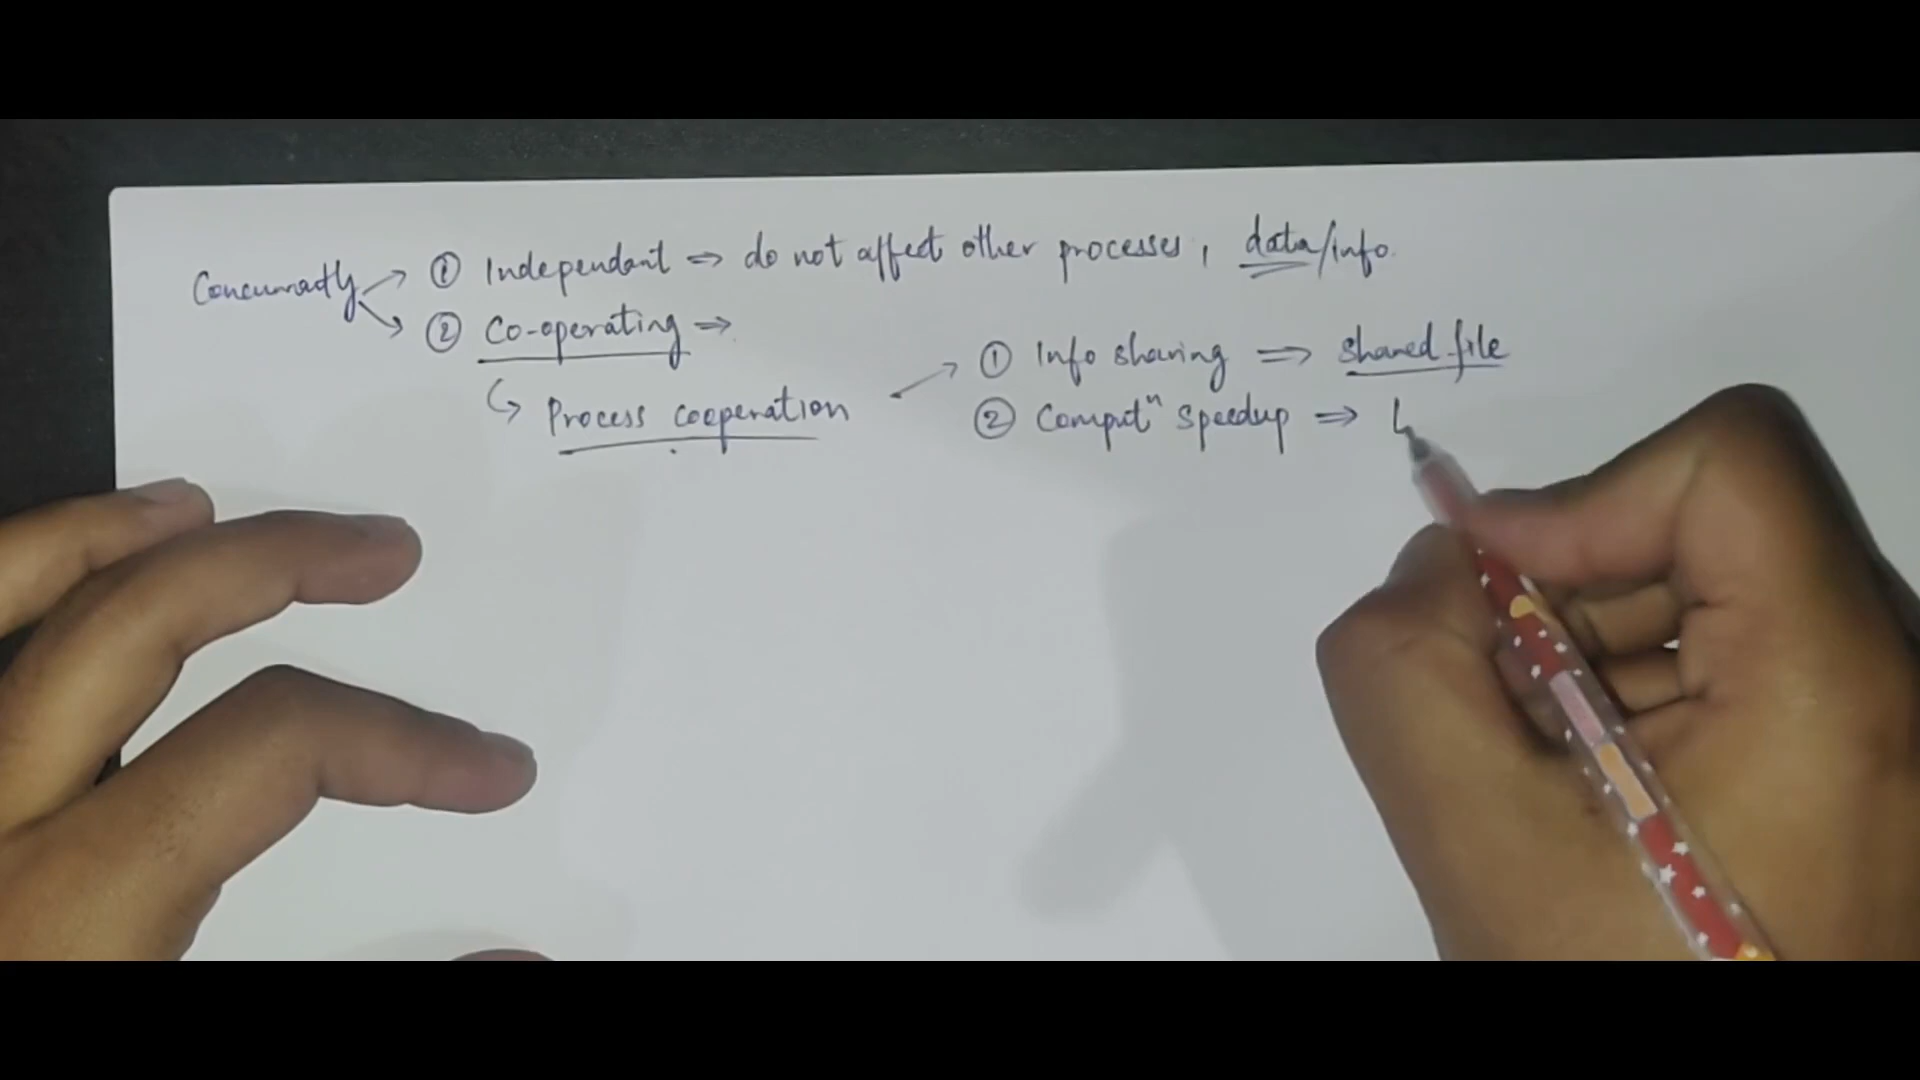 Concurrently
① Independant ⇒ do not affect other processes, data/info.
② Co-operating ⇒
↳ Process cooperation
① Info sharing ⇒ shared file
② Computⁿ speedup ⇒